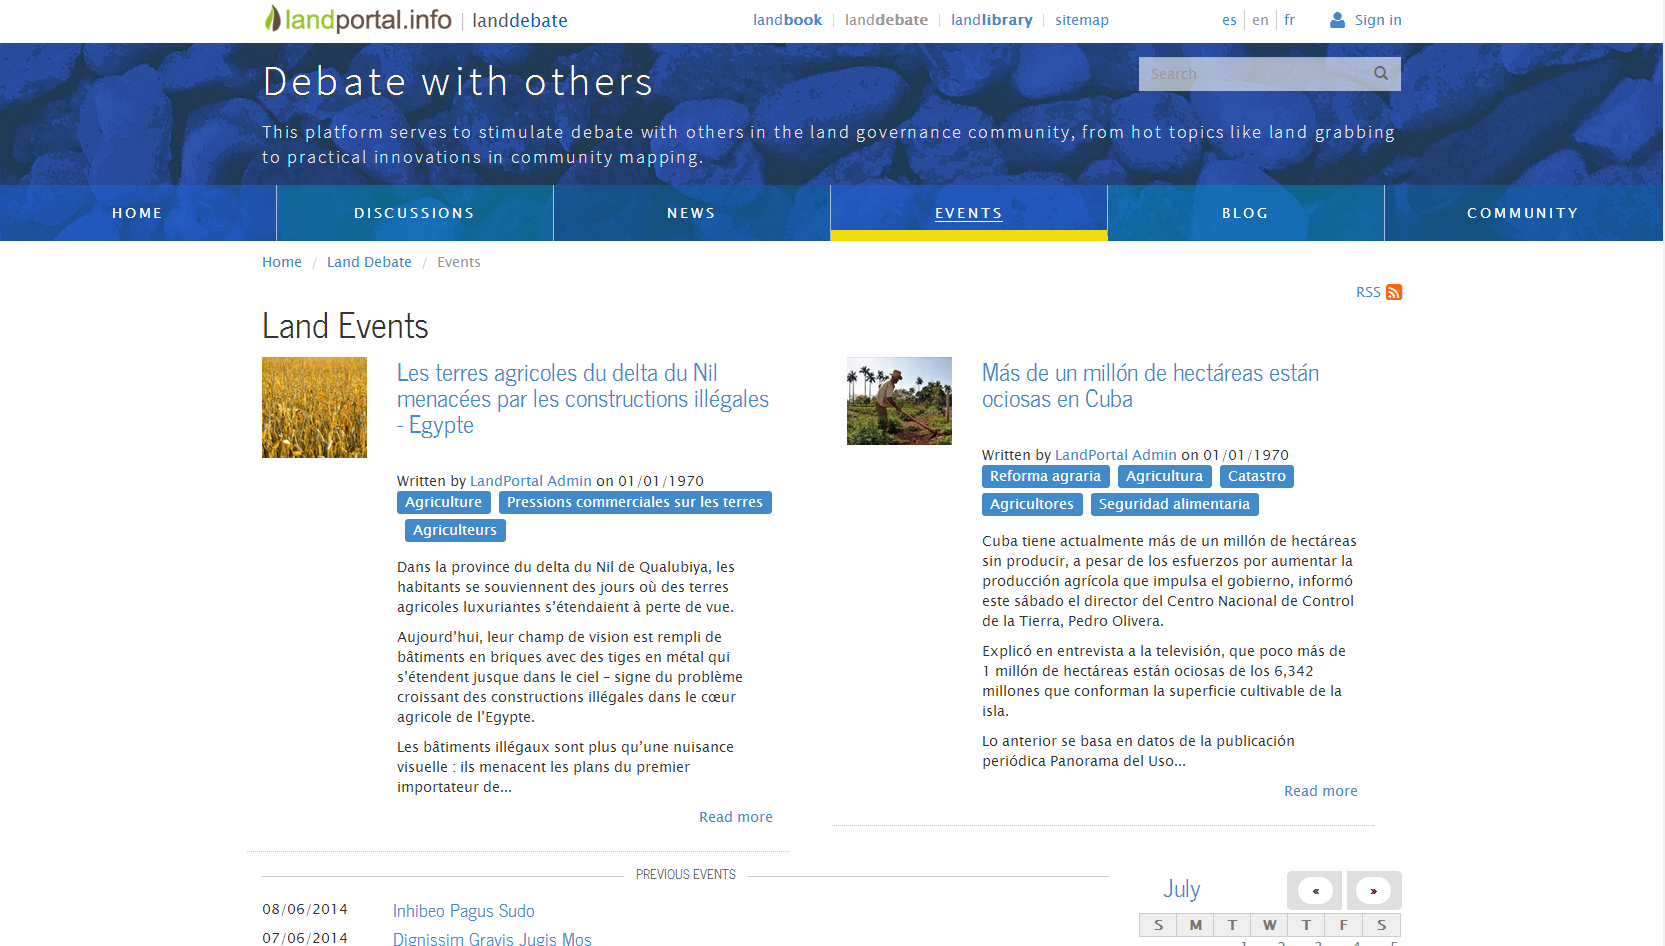 landportal.info | landdebate
landbook | landdebate | landlibrary | sitemap
es | en | fr
Sign in
Debate with others
Search
This platform serves to stimulate debate with others in the land governance community, from hot topics like land grabbing
to practical innovations in community mapping.
HOME
DISCUSSIONS
NEWS
EVENTS
BLOG
COMMUNITY
Home / Land Debate / Events
RSS
Land Events
Les terres agricoles du delta du Nil
menacées par les constructions illégales
- Egypte
Written by LandPortal Admin on 01/01/1970
Agriculture
Pressions commerciales sur les terres
Agriculteurs
Dans la province du delta du Nil de Qualubiya, les
habitants se souviennent des jours où des terres
agricoles luxuriantes s’étendaient à perte de vue.
Aujourd’hui, leur champ de vision est rempli de
bâtiments en briques avec des tiges en métal qui
s’étendent jusque dans le ciel – signe du problème
croissant des constructions illégales dans le cœur
agricole de l’Egypte.
Les bâtiments illégaux sont plus qu’une nuisance
visuelle : ils menacent les plans du premier
importateur de...
Read more
Más de un millón de hectáreas están
ociosas en Cuba
Written by LandPortal Admin on 01/01/1970
Reforma agraria
Agricultura
Catastro
Agricultores
Seguridad alimentaria
Cuba tiene actualmente más de un millón de hectáreas
sin producir, a pesar de los esfuerzos por aumentar la
producción agrícola que impulsa el gobierno, informó
este sábado el director del Centro Nacional de Control
de la Tierra, Pedro Olivera.
Explicó en entrevista a la televisión, que poco más de
1 millón de hectáreas están ociosas de los 6,342
millones que conforman la superficie cultivable de la
isla.
Lo anterior se basa en datos de la publicación
periódica Panorama del Uso...
Read more
PREVIOUS EVENTS
08/06/2014 Inhibeo Pagus Sudo
07/06/2014 Dignissim Gravis Jugis Mos
July
« »
S M T W T F S
1 2 3 4 5